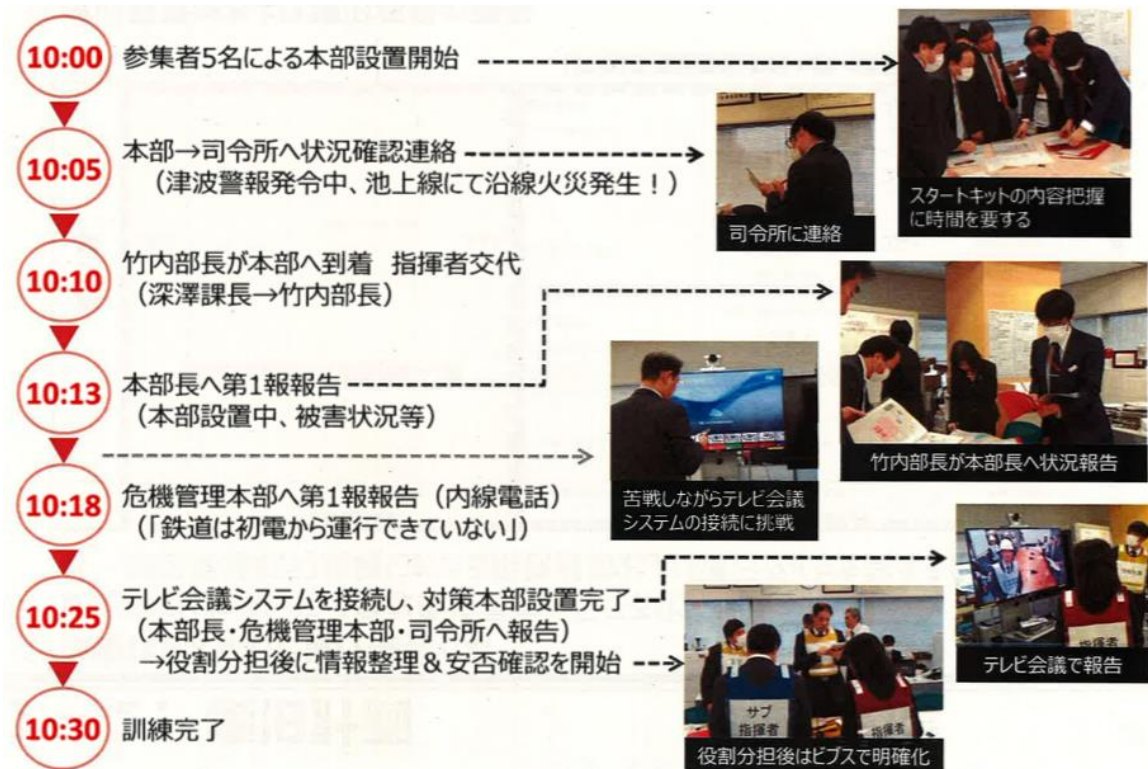 10:00
参集者5名による本部設置開始
スタートキットの内容把握
に時間を要する
10:05
本部→司令所へ状況確認連絡
（津波警報発令中、池上線にて沿線火災発生！）
司令所に連絡
10:10
竹内部長が本部へ到着 指揮者交代
（深澤課長→竹内部長）
10:13
本部長へ第1報報告
（本部設置中、被害状況等）
竹内部長が本部長へ状況報告
苦戦しながらテレビ会議
システムの接続に挑戦
10:18
危機管理本部へ第1報報告（内線電話）
（「鉄道は初電から運行できていない」）
10:25
テレビ会議システムを接続し、対策本部設置完了
（本部長・危機管理本部・司令所へ報告）
→役割分担後に情報整理＆安否確認を開始
指揮者
テレビ会議で報告
サブ
指揮者
指揮者
役割分担後はビブスで明確化
10:30
訓練完了